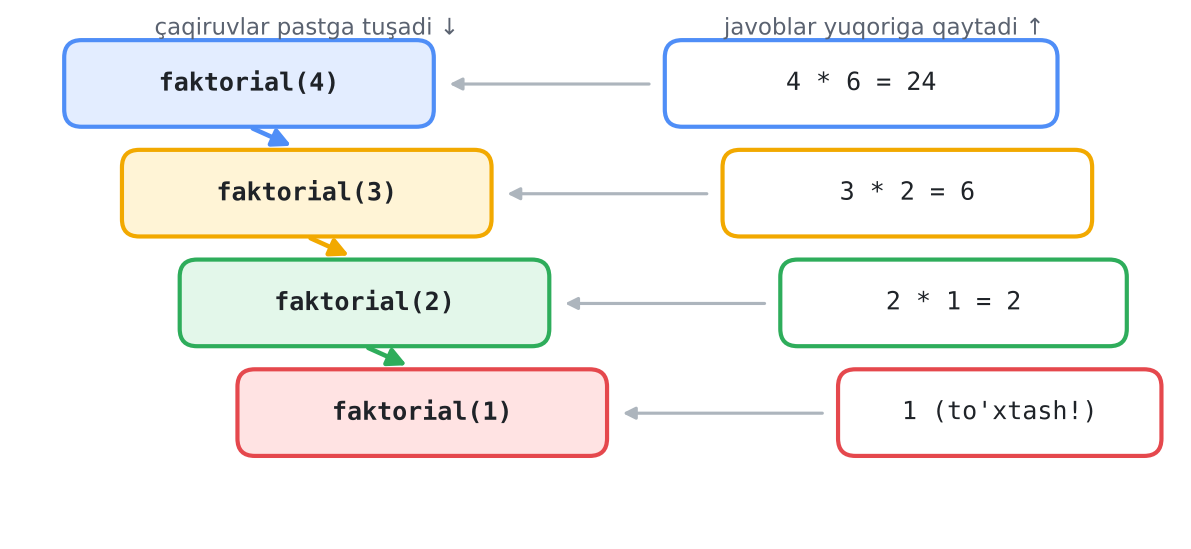 çaqiruvlar pastga tuşadi ↓
javoblar yuqoriga qaytadi ↑
faktorial(4)
4 * 6 = 24
faktorial(3)
3 * 2 = 6
faktorial(2)
2 * 1 = 2
faktorial(1)
1 (to'xtash!)